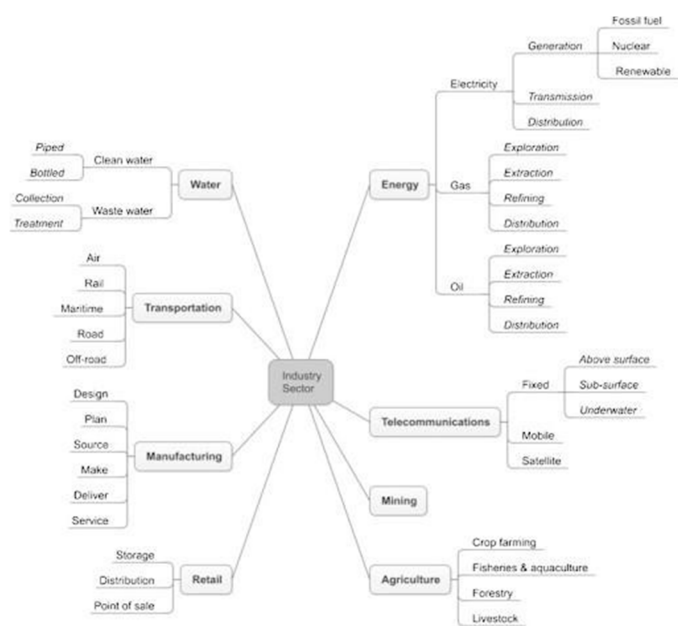 Industry
Sector
Water
Clean water
Piped
Bottled
Waste water
Collection
Treatment
Transportation
Air
Rail
Maritime
Road
Off-road
Manufacturing
Design
Plan
Source
Make
Deliver
Service
Retail
Storage
Distribution
Point of sale
Energy
Electricity
Generation
Fossil fuel
Nuclear
Renewable
Transmission
Distribution
Gas
Exploration
Extraction
Refining
Distribution
Oil
Exploration
Extraction
Refining
Distribution
Telecommunications
Fixed
Above surface
Sub-surface
Underwater
Mobile
Satellite
Mining
Agriculture
Crop farming
Fisheries & aquaculture
Forestry
Livestock